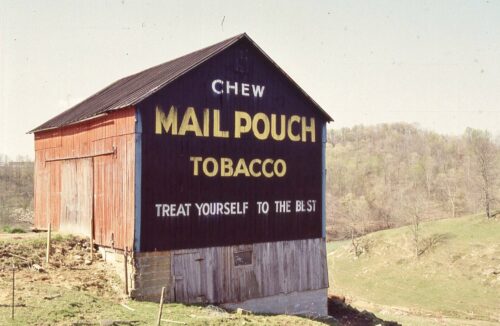 CHEW
MAIL POUCH
TOBACCO
TREAT YOURSELF TO THE BEST